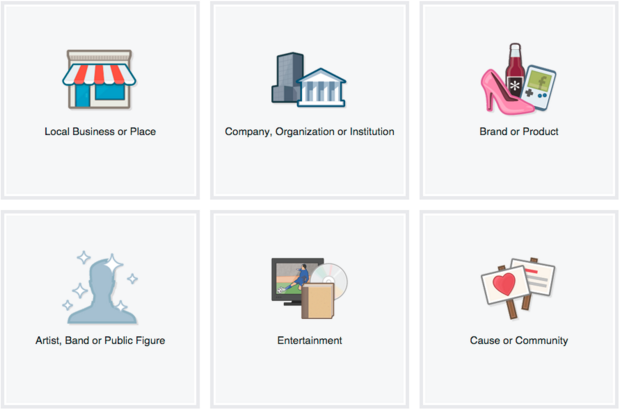 Local Business or Place
Company, Organization or Institution
Brand or Product
Artist, Band or Public Figure
Entertainment
Cause or Community